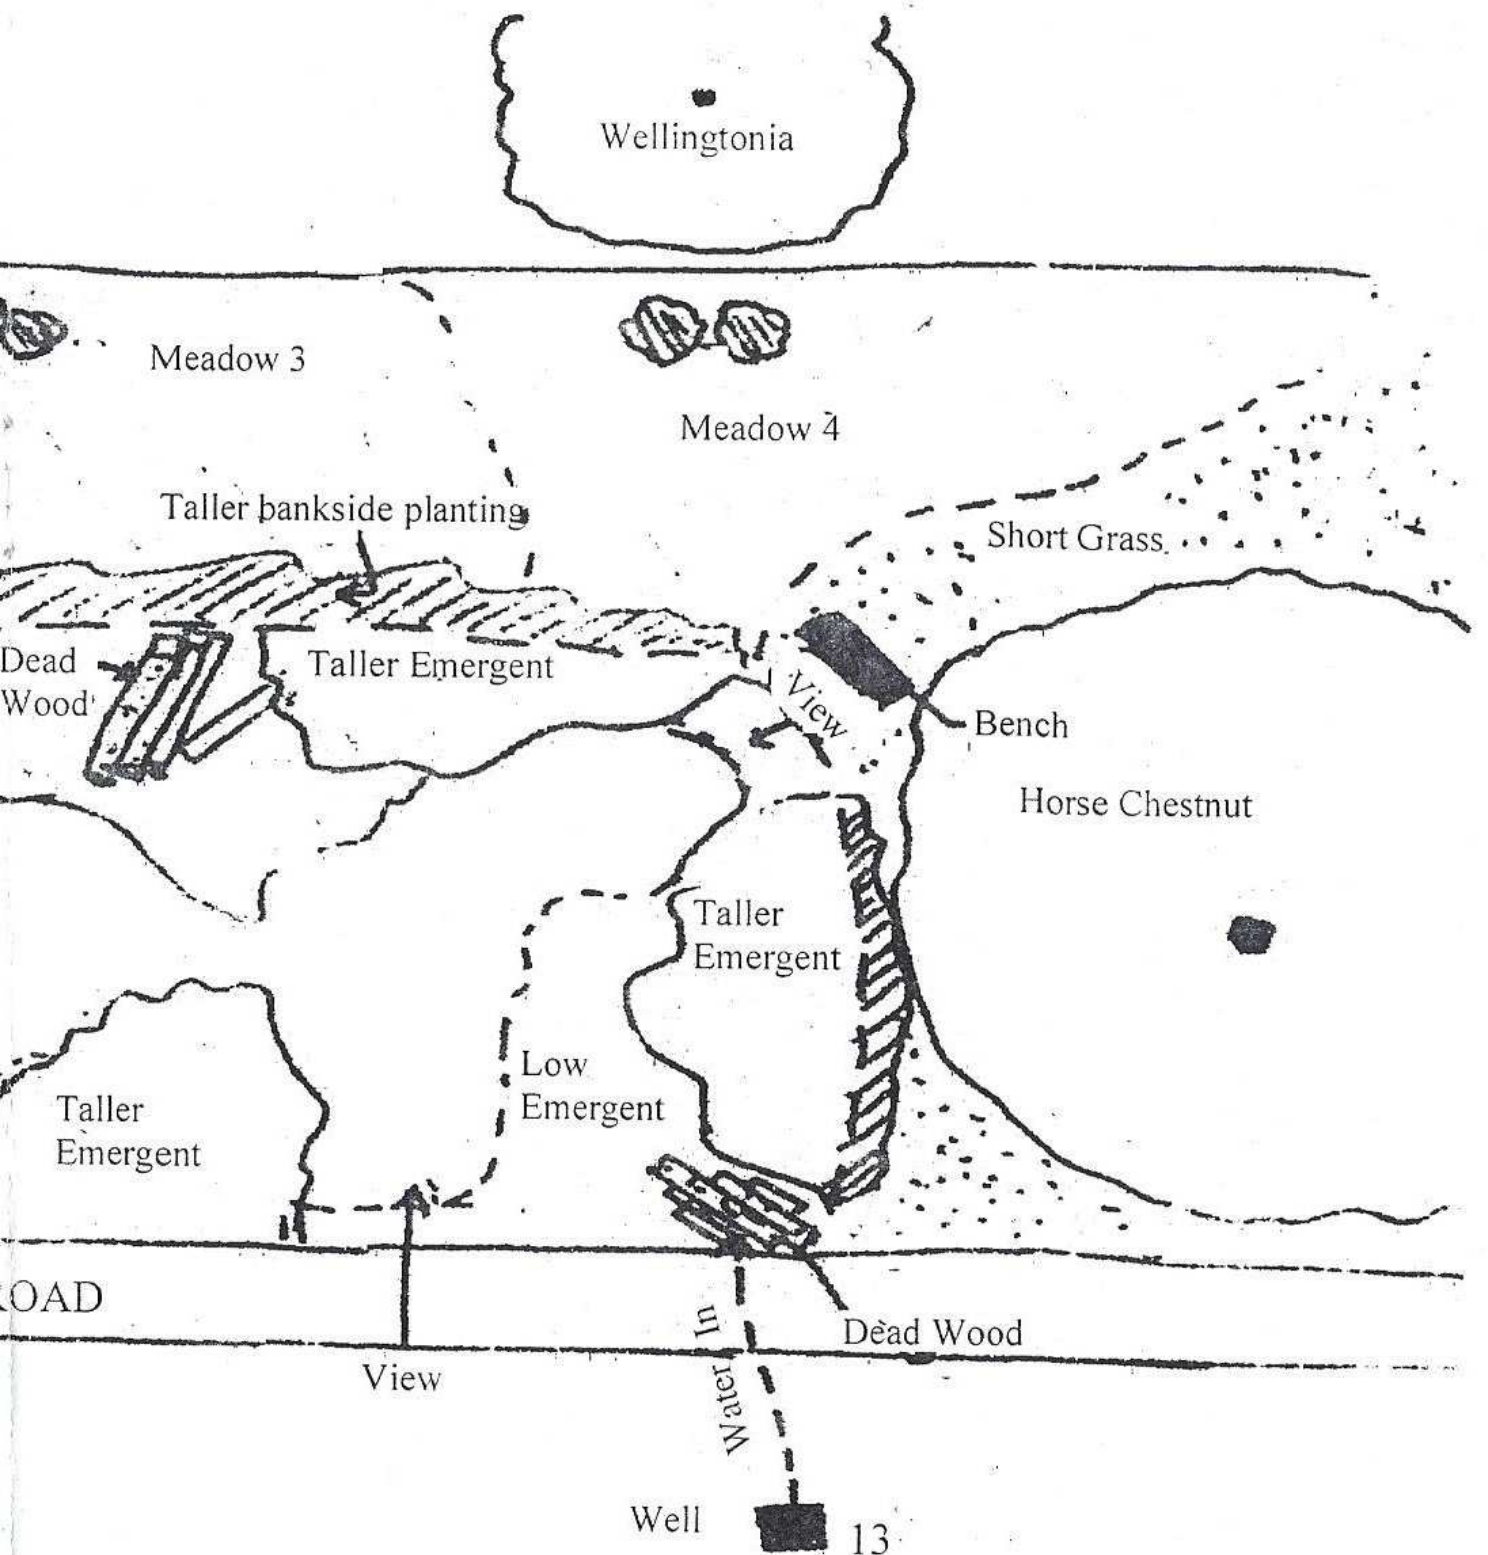 Wellingtonia
Meadow 3
Meadow 4
Taller bankside planting
Short Grass
Dead
Wood
Taller Emergent
View
Bench
Horse Chestnut
Taller
Emergent
Low
Emergent
Taller
Emergent
ROAD
Dead Wood
View
Water In
Well
13